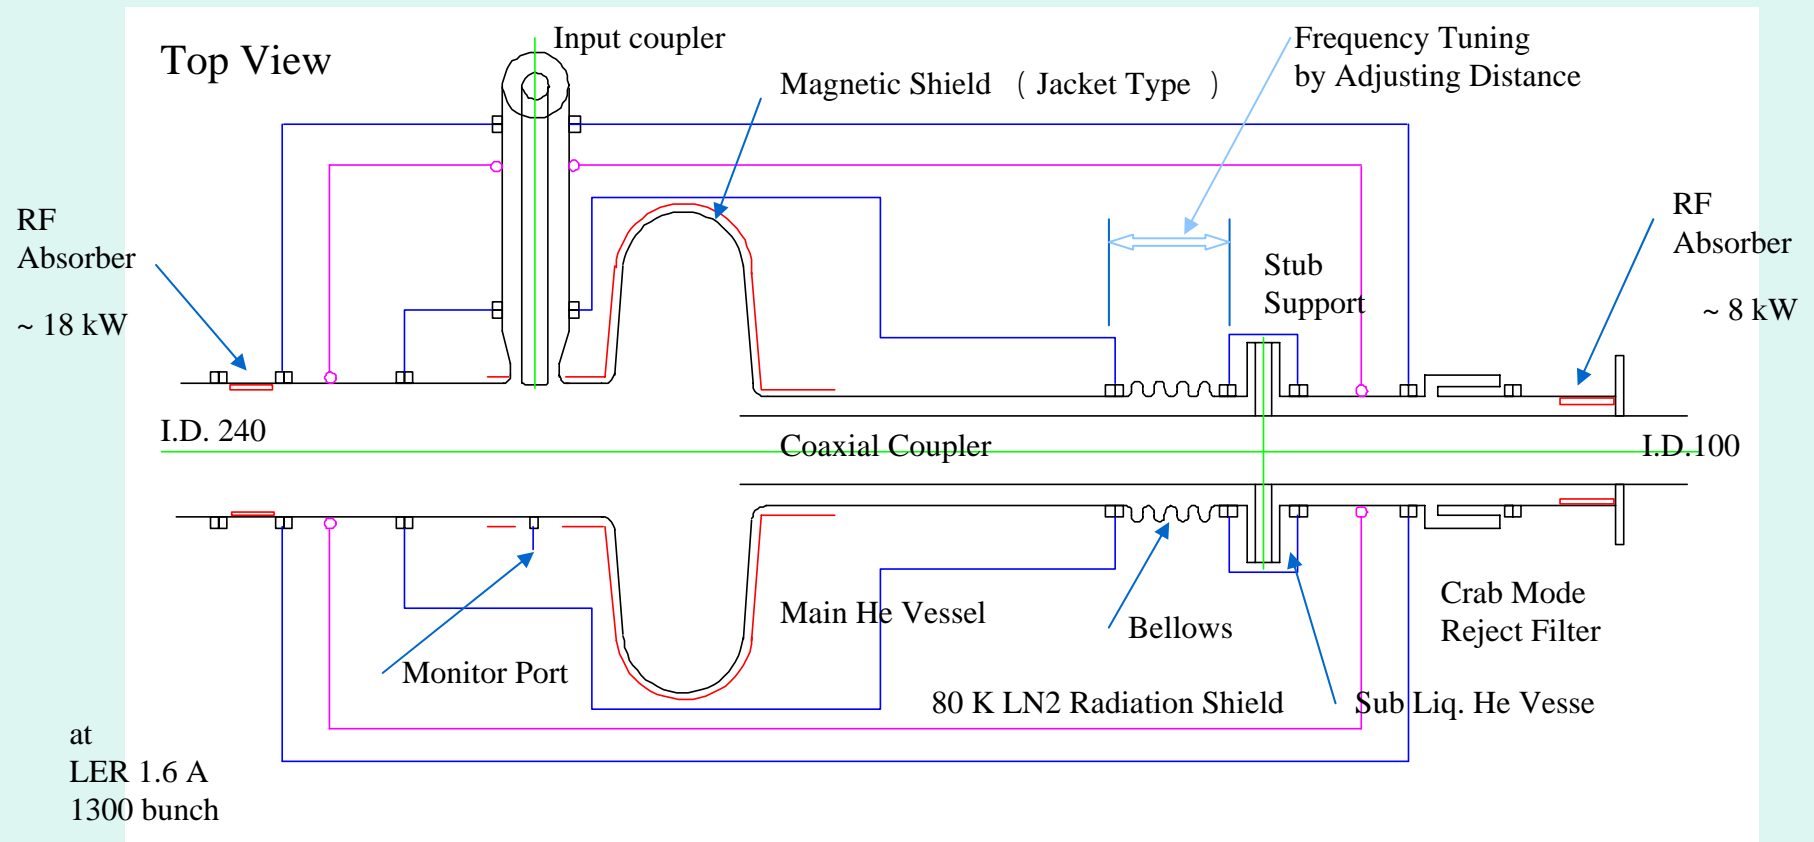 Top View
Input coupler
Magnetic Shield ( Jacket Type )
Frequency Tuning
by Adjusting Distance
RF
Absorber
~ 18 kW
RF
Absorber
~ 8 kW
Stub
Support
I.D. 240
Coaxial Coupler
I.D.100
Main He Vessel
Bellows
Crab Mode
Reject Filter
Monitor Port
80 K LN2 Radiation Shield
Sub Liq. He Vesse
at
LER 1.6 A
1300 bunch